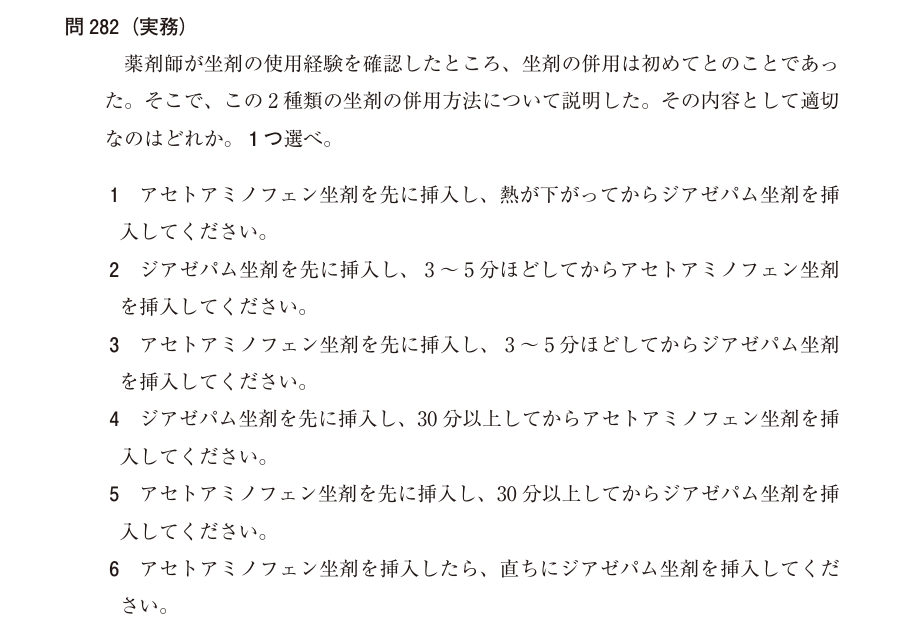 問 282（実務）
薬剤師が坐剤の使用経験を確認したところ、坐剤の併用は初めてとのことであっ
た。そこで、この２種類の坐剤の併用方法について説明した。その内容として適切
なのはどれか。１つ選べ。
1　アセトアミノフェン坐剤を先に挿入し、熱が下がってからジアゼパム坐剤を挿
入してください。
2　ジアゼパム坐剤を先に挿入し、３～５分ほどしてからアセトアミノフェン坐剤
を挿入してください。
3　アセトアミノフェン坐剤を先に挿入し、３～５分ほどしてからジアゼパム坐剤
を挿入してください。
4　ジアゼパム坐剤を先に挿入し、30 分以上してからアセトアミノフェン坐剤を挿
入してください。
5　アセトアミノフェン坐剤を先に挿入し、30 分以上してからジアゼパム坐剤を挿
入してください。
6　アセトアミノフェン坐剤を挿入したら、直ちにジアゼパム坐剤を挿入してくだ
さい。